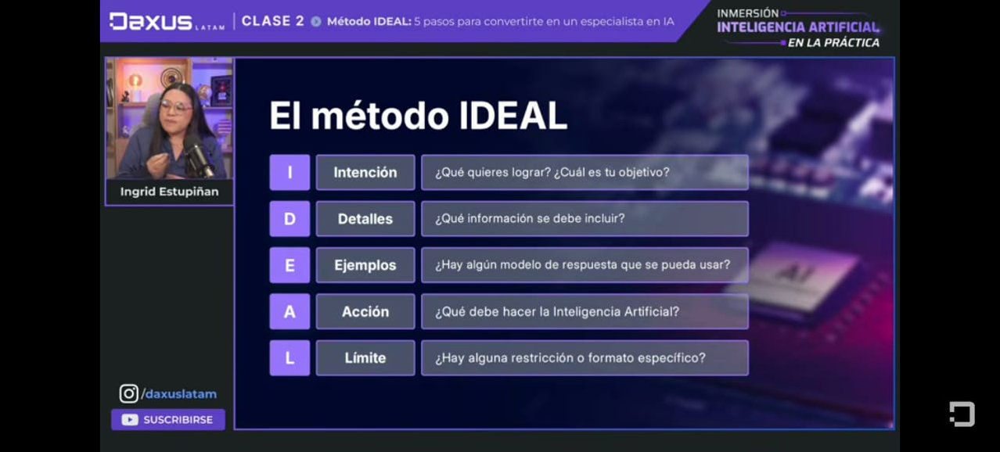 Daxus LATAM
CLASE 2 Método IDEAL: 5 pasos para convertirte en un especialista en IA
INMERSIÓN
INTELIGENCIA ARTIFICIAL
EN LA PRÁCTICA
Ingrid Estupiñan
El método IDEAL
I Intención ¿Qué quieres lograr? ¿Cuál es tu objetivo?
D Detalles ¿Qué información se debe incluir?
E Ejemplos ¿Hay algún modelo de respuesta que se pueda usar?
A Acción ¿Qué debe hacer la Inteligencia Artificial?
L Límite ¿Hay alguna restricción o formato específico?
AI
/daxuslatam
SUSCRIBIRSE